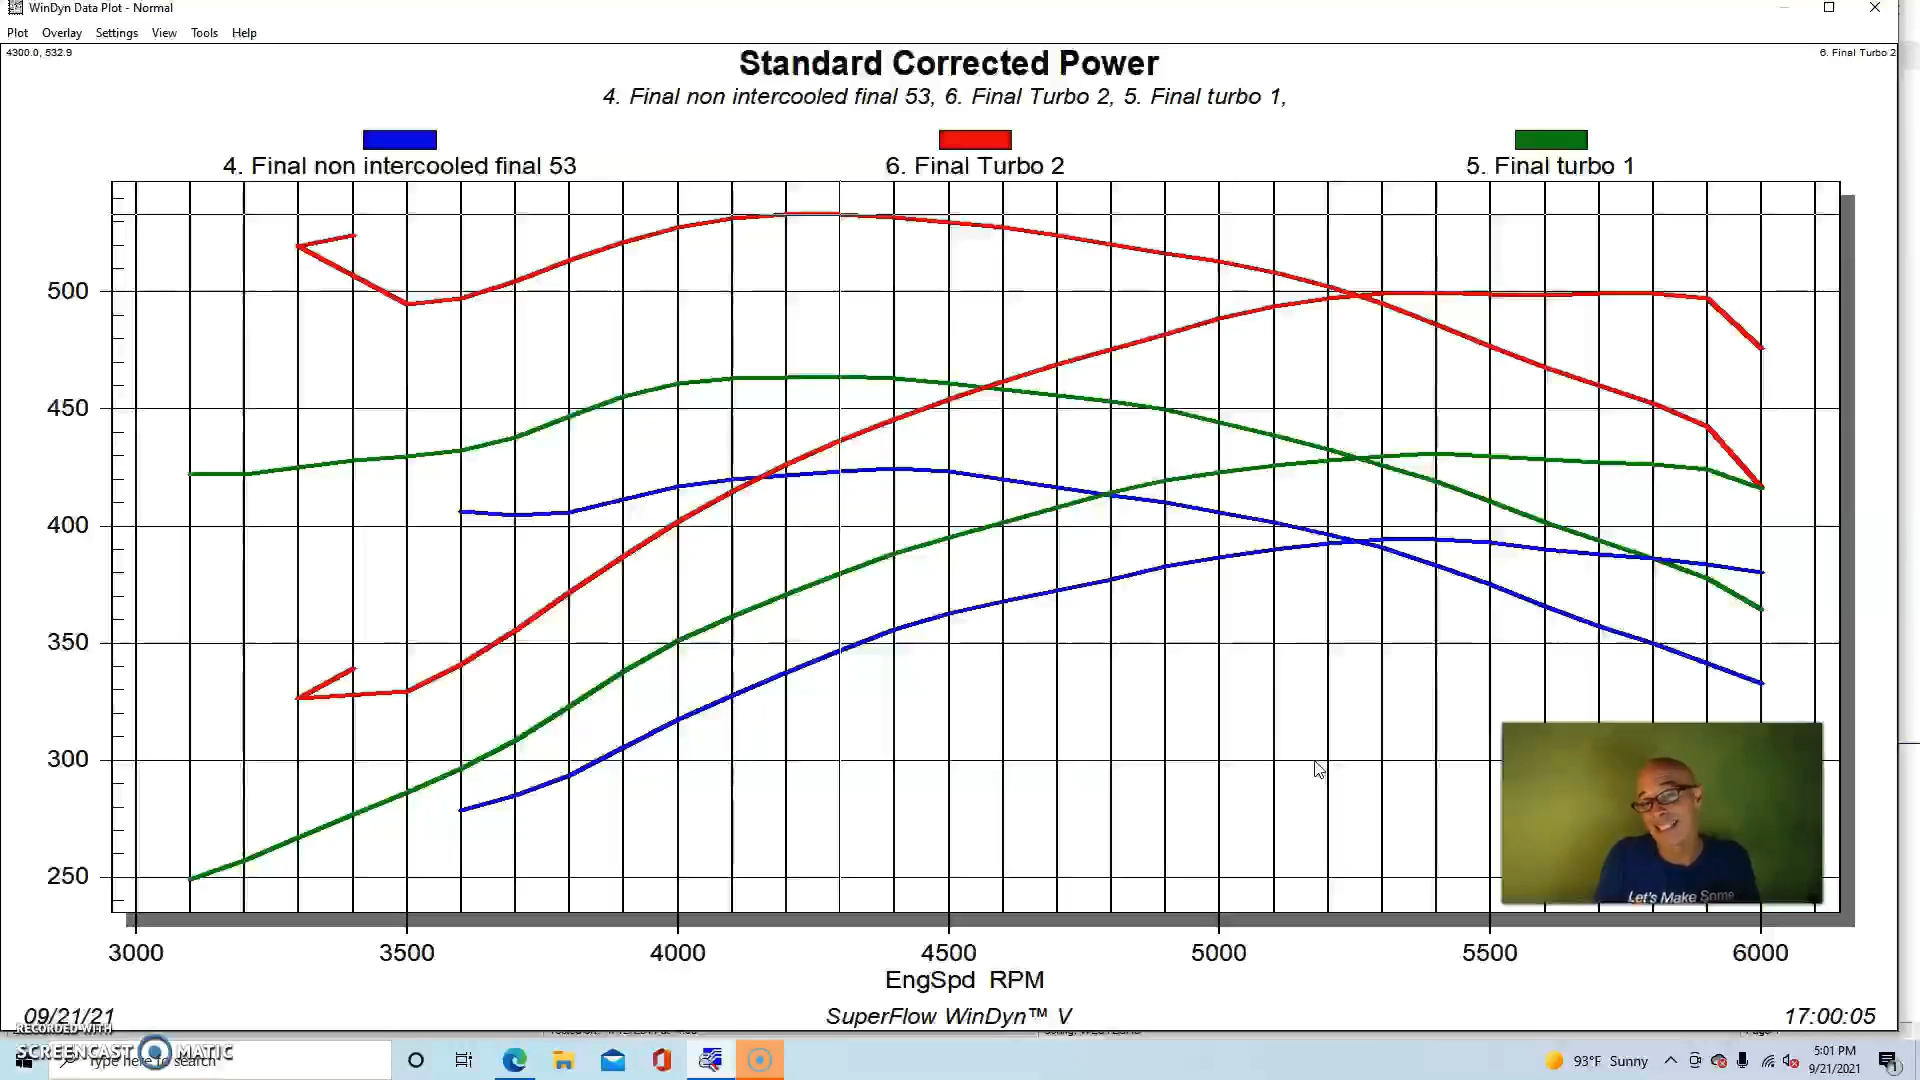 WinDyn Data Plot - Normal
Plot Overlay Settings View Tools Help
4300.0, 532.9
6. Final Turbo 2
Standard Corrected Power
4. Final non intercooled final 53, 6. Final Turbo 2, 5. Final turbo 1,
4. Final non intercooled final 53
6. Final Turbo 2
5. Final turbo 1
500
450
400
350
300
250
Let's Make Some
3000 3500 4000 4500 5000 5500 6000
EngSpd RPM
09/21/21
SuperFlow WinDyn™ V
17:00:05
RECORDED WITH
SCREENCAST MATIC
Type here to search
93°F Sunny
5:01 PM
9/21/2021
1